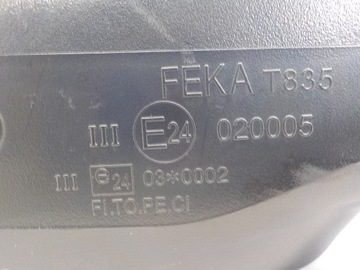 FEKA T835
III E24 020005
III e24 03*0002
FI.TO.PE.CI